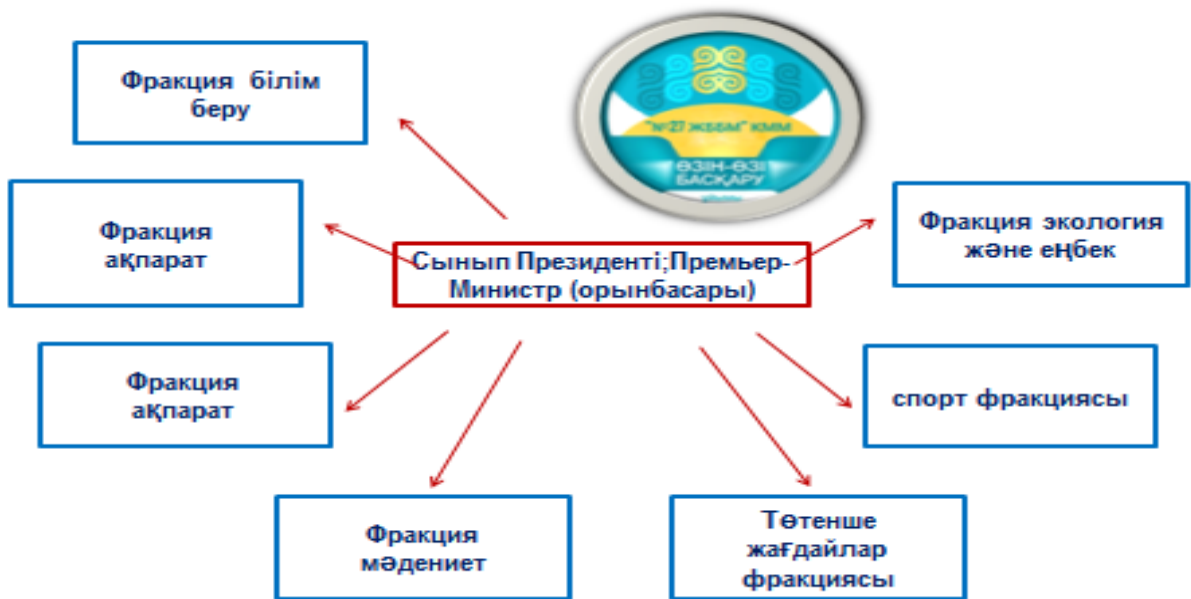 Фракция білім
беру
"№27 ЖББМ" КММ
ӨЗІН-ӨЗІ
БАСҚАРУ
Фракция
ақпарат
Фракция экология
және еңбек
Сынып Президенті;Премьер-
Министр (орынбасары)
Фракция
ақпарат
спорт фракциясы
Фракция
мәдениет
Төтенше
жағдайлар
фракциясы